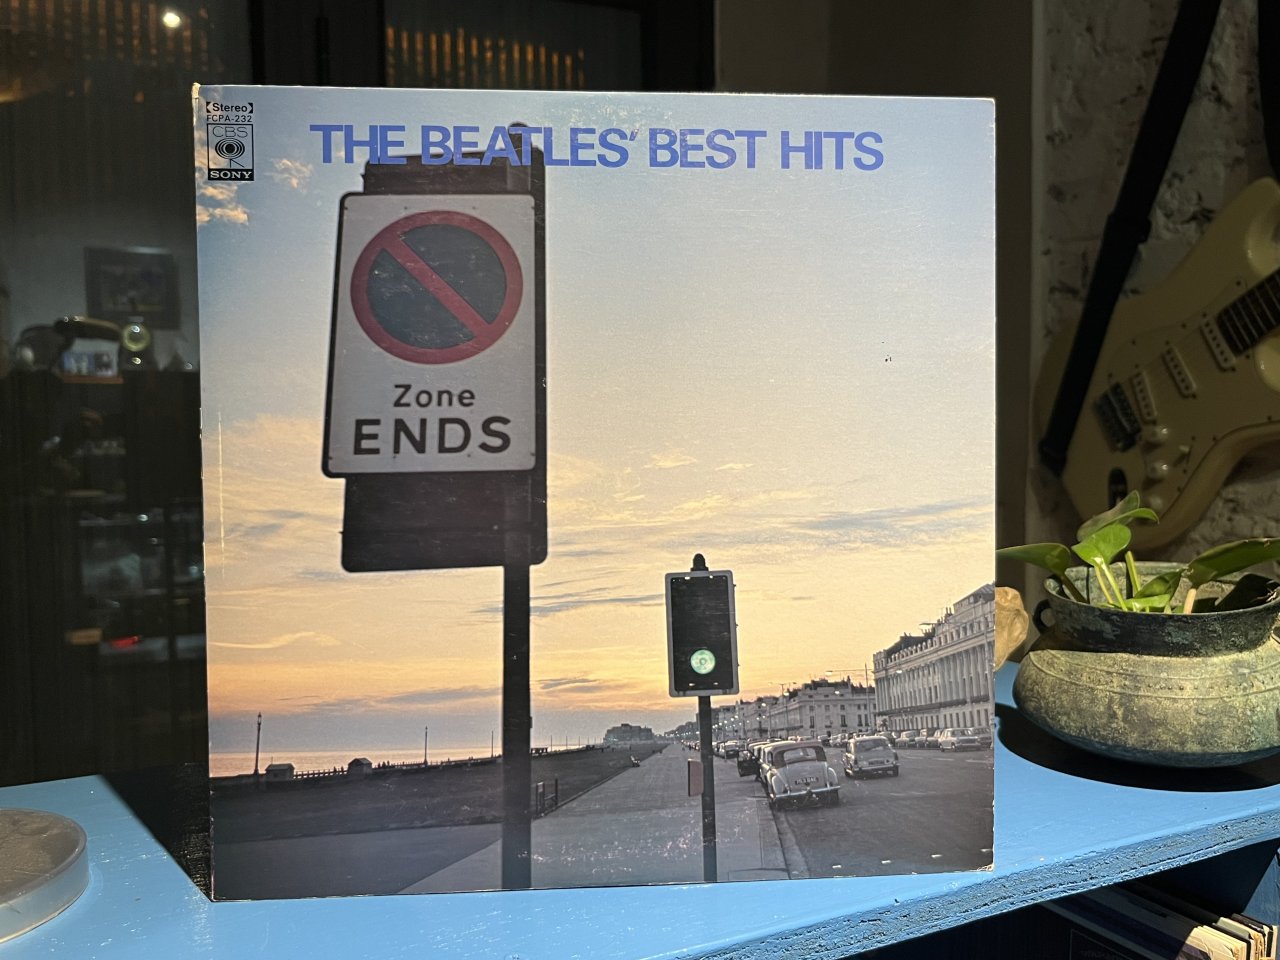 【Stereo】
FCPA-232
CBS
SONY
THE BEATLES' BEST HITS
Zone
ENDS